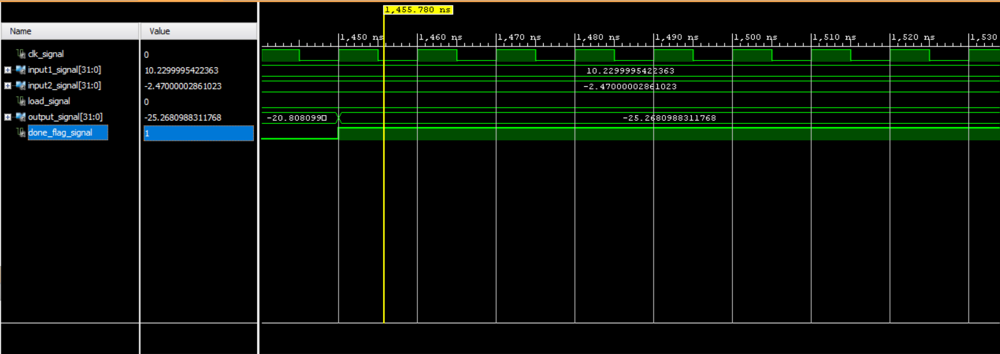 1,455.780 ns
Name Value
1,450 ns 1,460 ns 1,470 ns 1,480 ns 1,490 ns 1,500 ns 1,510 ns 1,520 ns 1,530
clk_signal 0
input1_signal[31:0] 10.2299995422363 10.2299995422363
input2_signal[31:0] -2.47000002861023 -2.47000002861023
load_signal 0
output_signal[31:0] -25.2680988311768 -20.808099□ -25.2680988311768
done_flag_signal 1